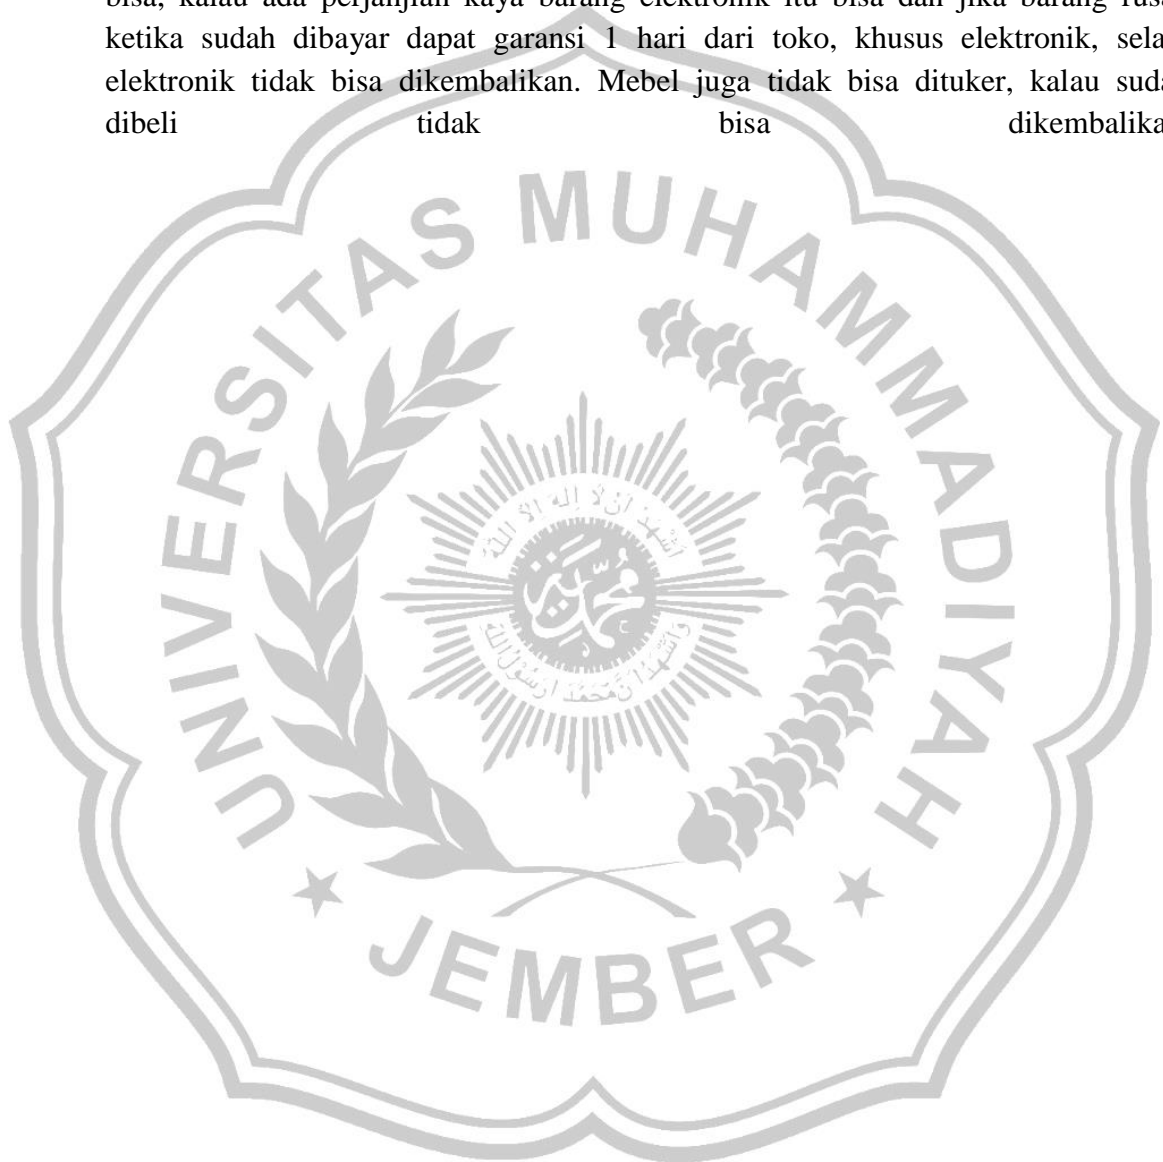 bisa, kalau ada perjanjian kaya barang elektronik itu bisa dan jika barang rusa
ketika sudah dibayar dapat garansi 1 hari dari toko, khusus elektronik, sela
elektronik tidak bisa dikembalikan. Mebel juga tidak bisa dituker, kalau suda
dibeli tidak bisa dikembalika
UNIVERSITAS MUHAMMADIYAH
JEMBER